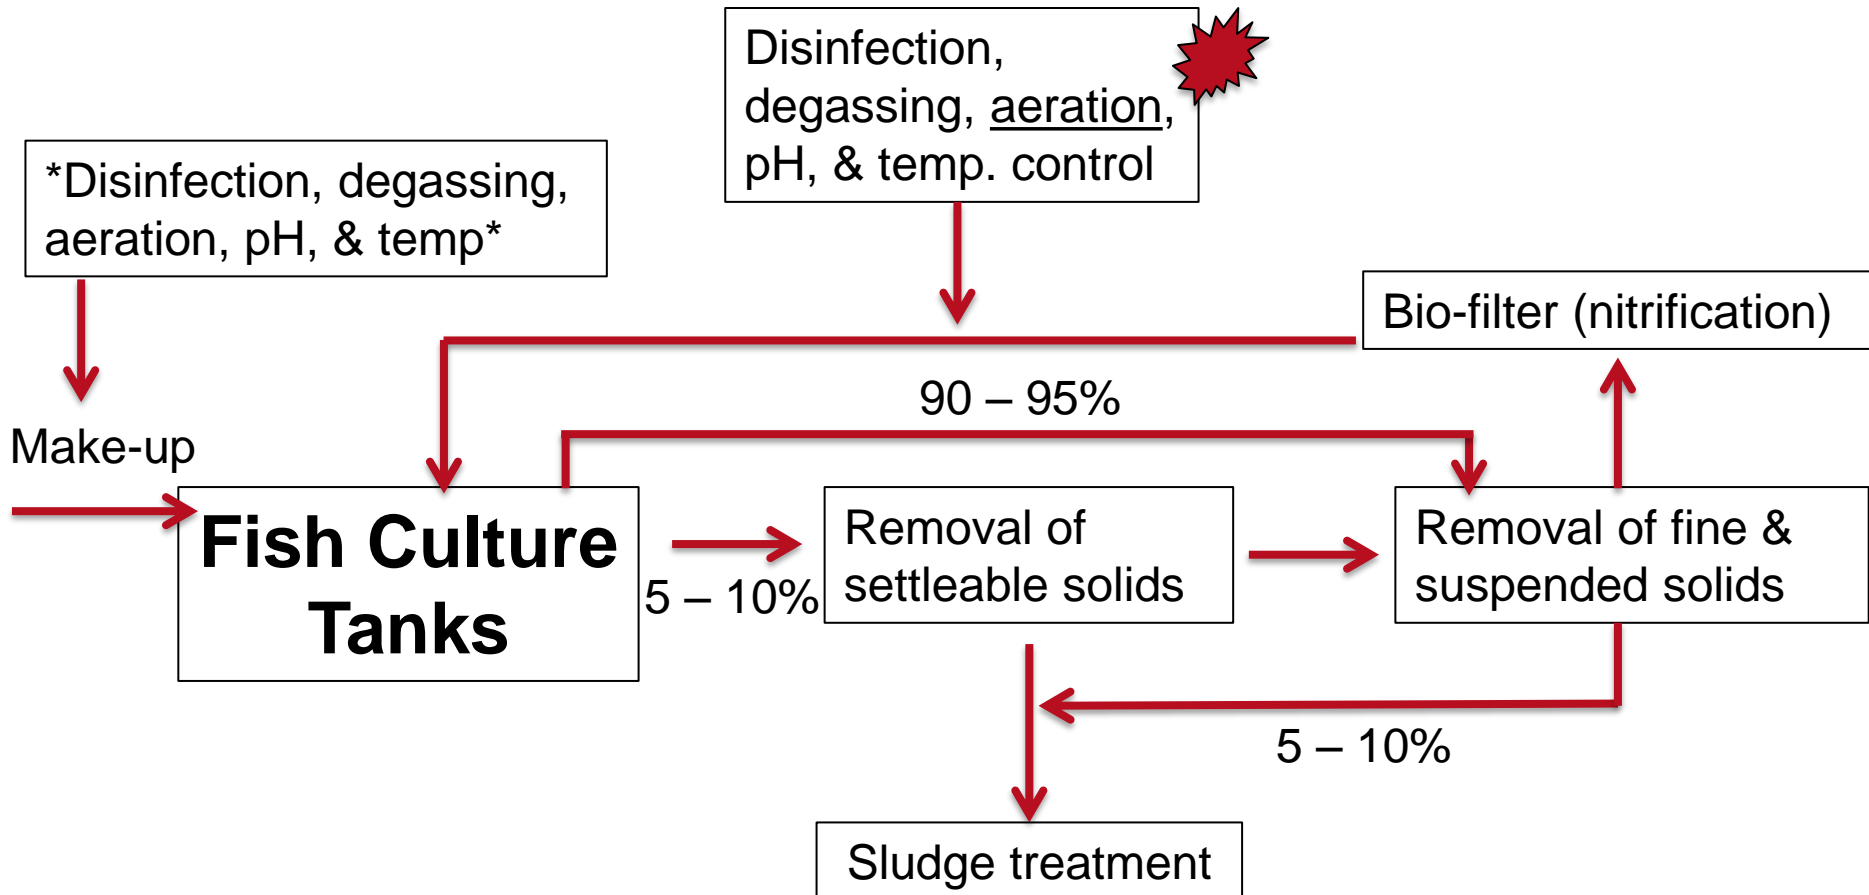 Disinfection,
degassing, aeration,
pH, & temp. control
*Disinfection, degassing,
aeration, pH, & temp*
Bio-filter (nitrification)
90 – 95%
Make-up
Fish Culture
Tanks
5 – 10%
Removal of
settleable solids
Removal of fine &
suspended solids
5 – 10%
Sludge treatment